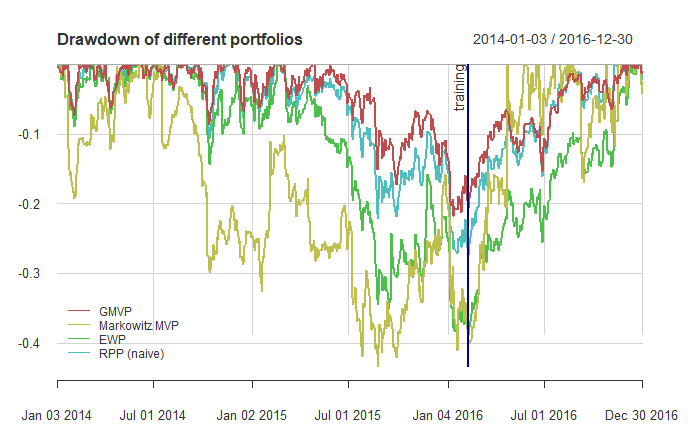 Drawdown of different portfolios
2014-01-03 / 2016-12-30
training
-0.1
-0.2
-0.3
-0.4
GMVP
Markowitz MVP
EWP
RPP (naive)
Jan 03 2014
Jul 01 2014
Jan 02 2015
Jul 01 2015
Jan 04 2016
Jul 01 2016
Dec 30 2016